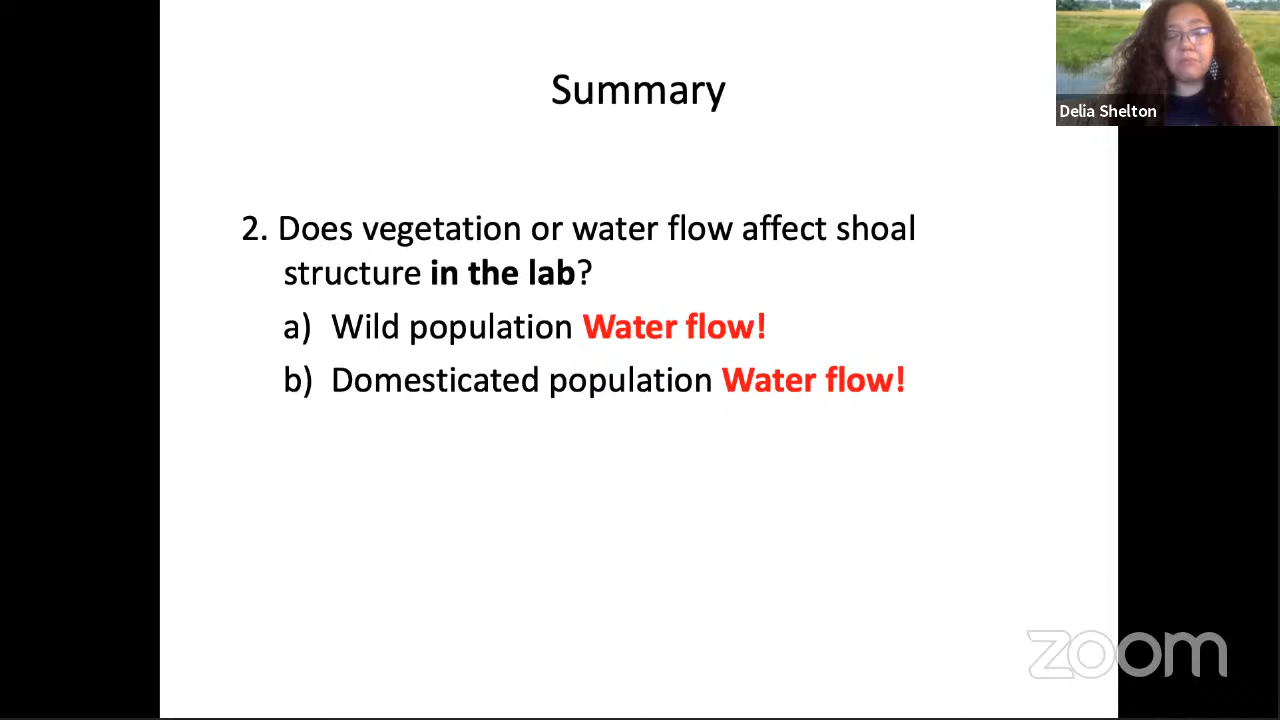 Summary
Delia Shelton
2. Does vegetation or water flow affect shoal
structure in the lab?
a) Wild population Water flow!
b) Domesticated population Water flow!
zoom